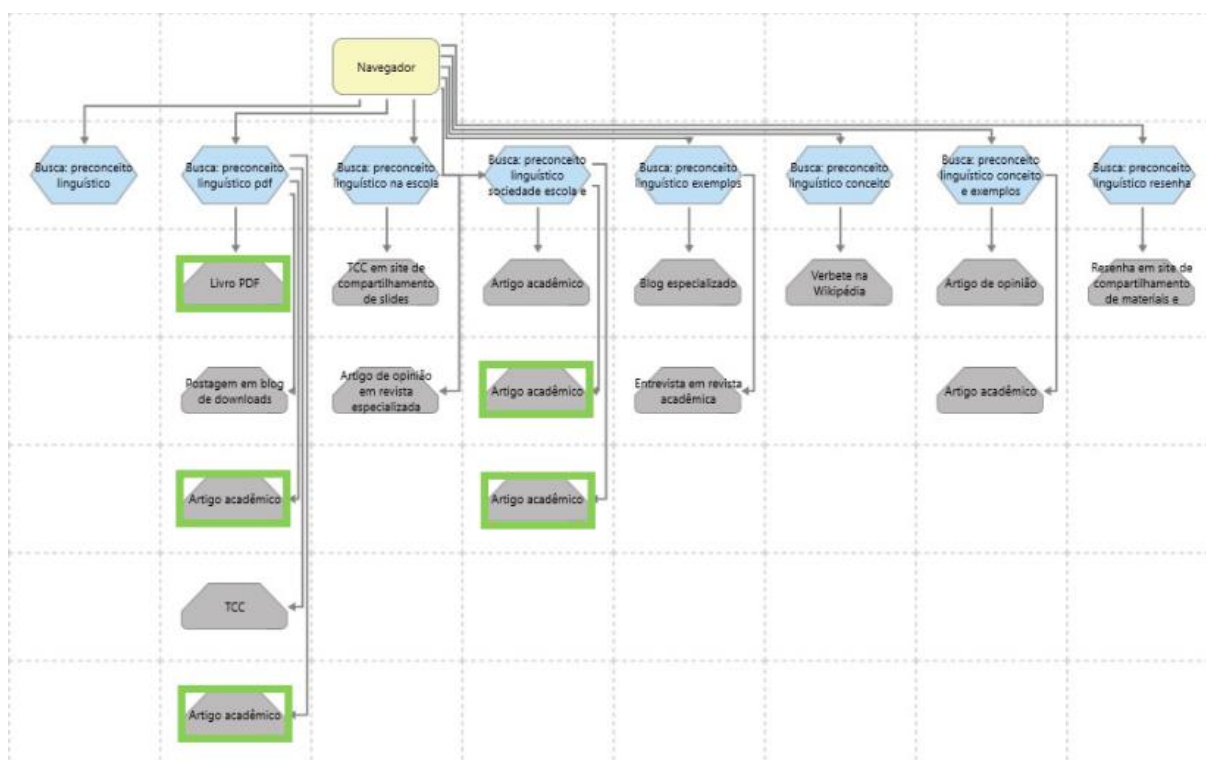 Navegador
Busca: preconceito
linguístico
Busca: preconceito
linguístico pdf
Busca: preconceito
linguístico na escola
Busca: preconceito
linguístico
sociedade escola e
Busca: preconceito
linguístico exemplos
Busca: preconceito
linguístico conceito
Busca: preconceito
linguístico conceito
e exemplos
Busca: preconceito
linguístico resenha
Livro PDF
TCC em site de
compartilhamento
de slides
Artigo acadêmico
Blog especializado
Verbete na
Wikipédia
Artigo de opinião
Resenha em site de
compartilhamento
de materiais e
Postagem em blog
de downloads
Artigo de opinião
em revista
especializada
Artigo acadêmico
Entrevista em revista
acadêmica
Artigo acadêmico
Artigo acadêmico
Artigo acadêmico
TCC
Artigo acadêmico